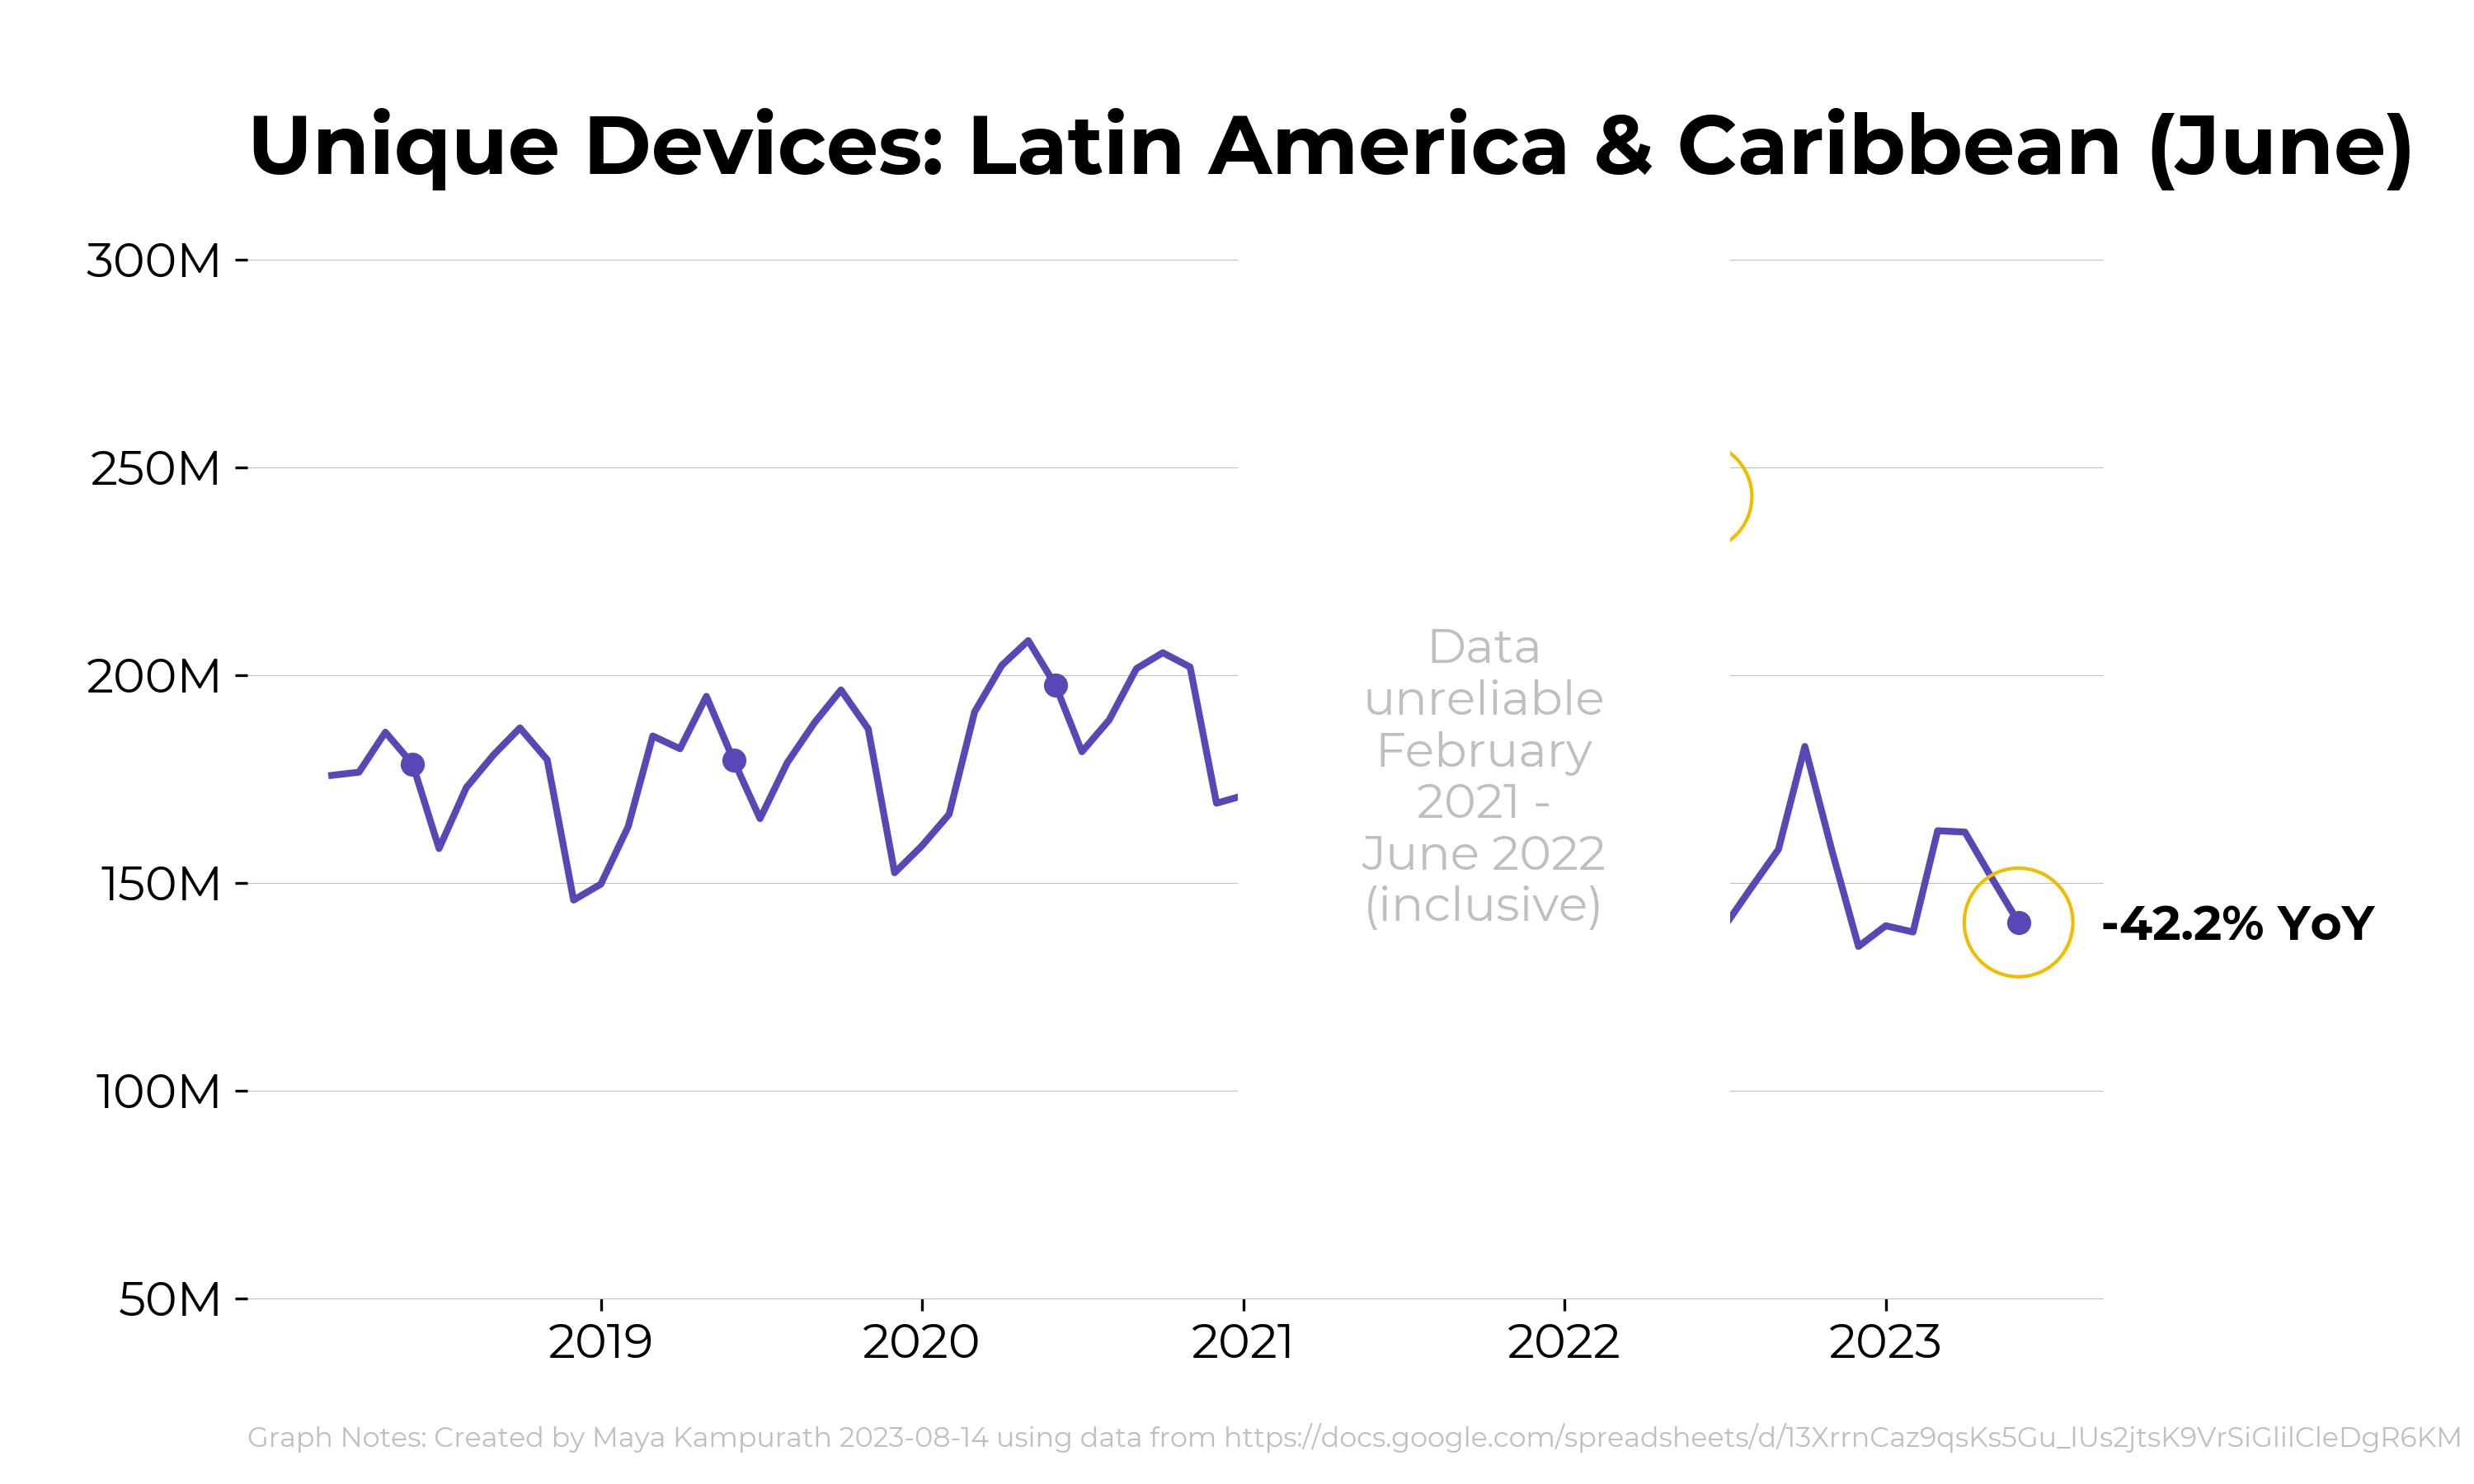 Unique Devices: Latin America & Caribbean (June)
300M
250M
200M
150M
100M
50M
Data
unreliable
February
2021 -
June 2022
(inclusive)
-42.2% YoY
2019
2020
2021
2022
2023
Graph Notes: Created by Maya Kampurath 2023-08-14 using data from https://docs.google.com/spreadsheets/d/13XrrnCaz9qsKs5Gu_lUs2jtsK9VrSiGlilCleDgR6KM